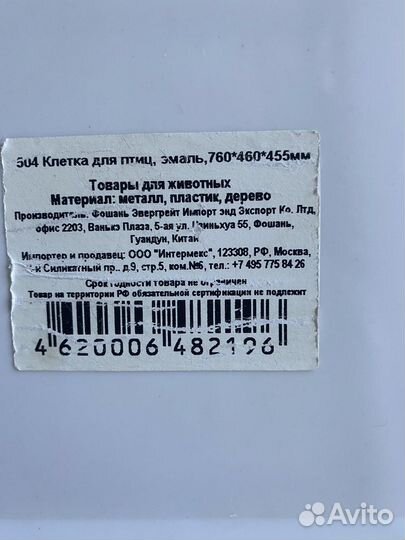 504 Клетка для птиц, эмаль,760*460*455мм
Товары для животных
Материал: металл, пластик, дерево
Производитель: Фошань Эвергрейт Импорт энд Экспорт Ко. Лтд,
офис 2203, Ванькэ Плаза, 5-ая ул. Цзиньхуа 55, Фошань,
Гуандун, Китай
Импортер и продавец: ООО "Интермекс", 123308, РФ, Москва,
Силикатный пр. д.9, стр.5, ком.№6, тел.: +7 495 775 84 26
Срок годности товара не ограничен
Товар на территории РФ обязательной сертификации не подлежит
4 620006 482196
Avito